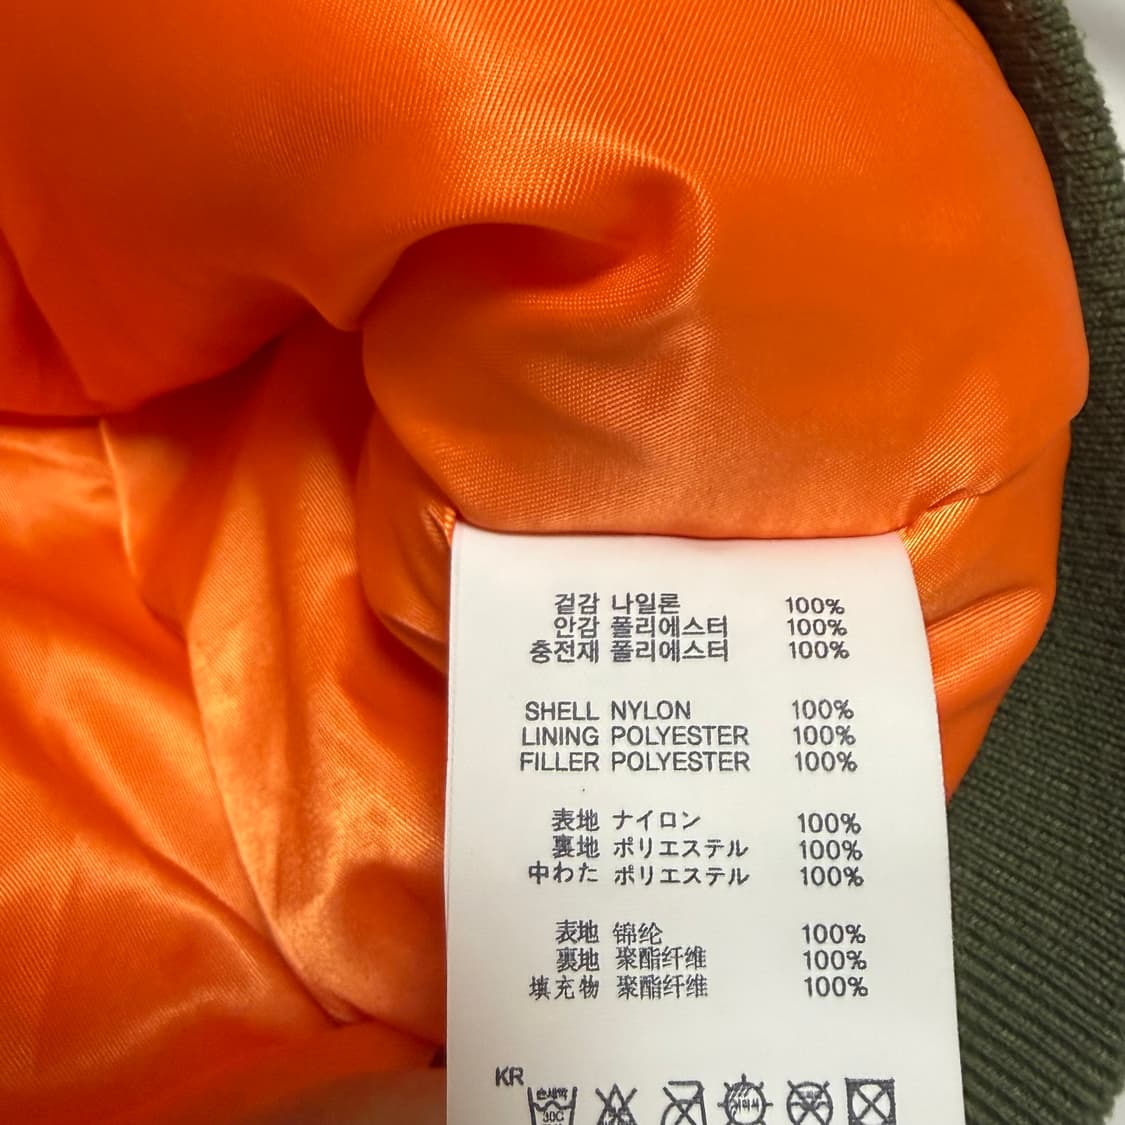 겉감 나일론 100%
안감 폴리에스터 100%
충전재 폴리에스터 100%
SHELL NYLON 100%
LINING POLYESTER 100%
FILLER POLYESTER 100%
表地 ナイロン 100%
裏地 ポリエステル 100%
中わた ポリエステル 100%
表地 锦纶 100%
裏地 聚酯纤维 100%
填充物 聚酯纤维 100%
KR
손세탁
30C